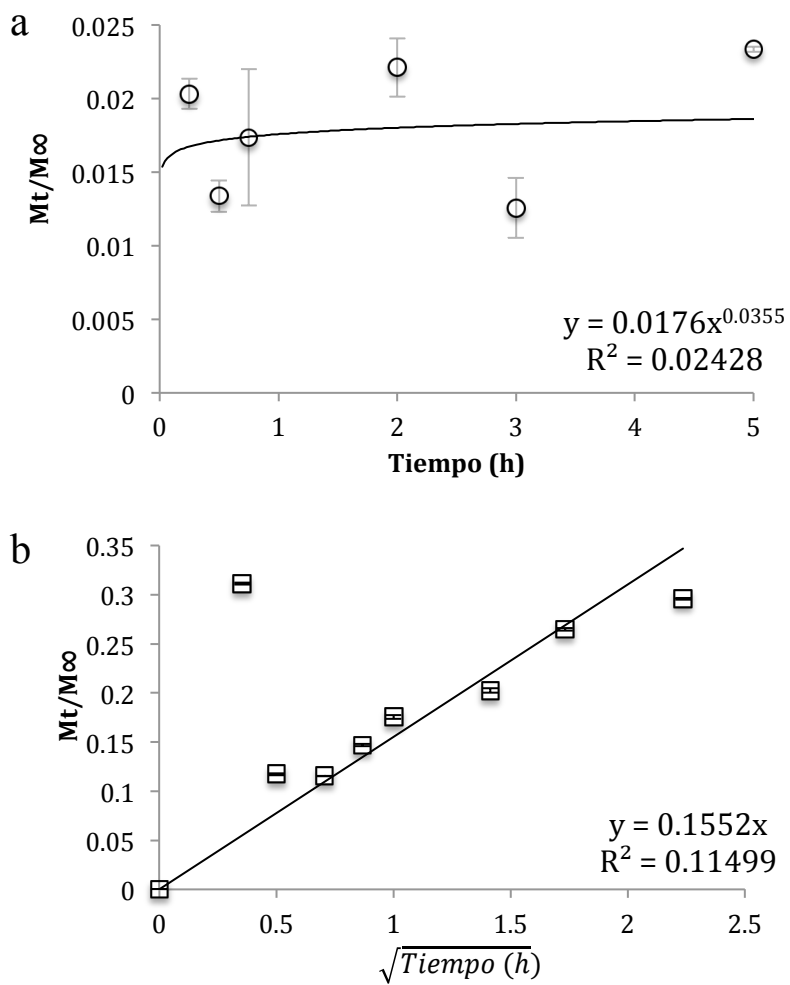 a
0.025
0.02
0.015
0.01
0.005
0
Mt/M∞
y = 0.0176x^0.0355
R² = 0.02428
0 1 2 3 4 5
Tiempo (h)
b
0.35
0.3
0.25
0.2
0.15
0.1
0.05
0
Mt/M∞
y = 0.1552x
R² = 0.11499
0 0.5 1 1.5 2 2.5
√Tiempo (h)